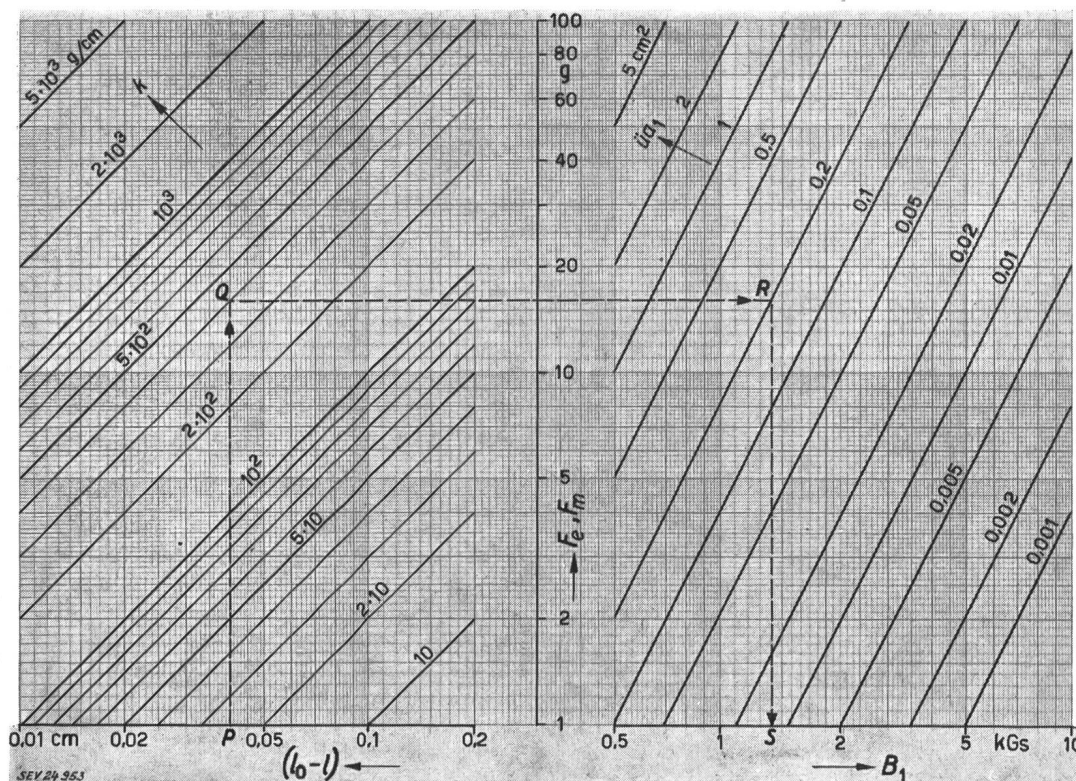 5·10³ g/cm
k
2·10³
10³
5·10²
2·10²
10²
5·10
2·10
10
Q
0.01 cm
0.02
P
0.05
0,1
0,2
(l₀-l)
SEV 24953
100
80
g
60
40
20
10
5
2
1
Fe, Fm
5 cm²
2
1
üa₁
0.5
0.2
0.1
0.05
0.02
0.01
0.005
0.002
0.001
R
0.5
1
S
2
5
kGs
10
B₁